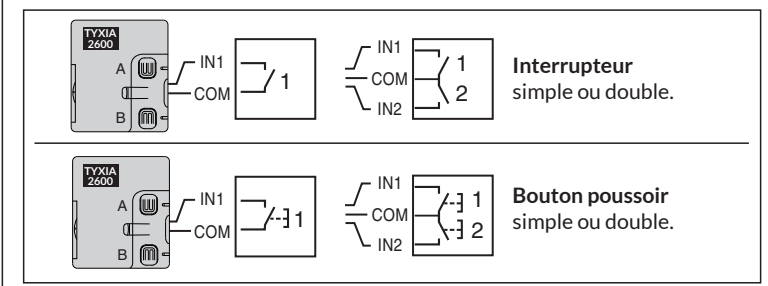 TYXIA
2600
A
B
IN1
COM
1
IN1
COM
IN2
1
2
Interrupteur
simple ou double.
TYXIA
2600
A
B
IN1
COM
1
IN1
COM
IN2
1
2
Bouton poussoir
simple ou double.